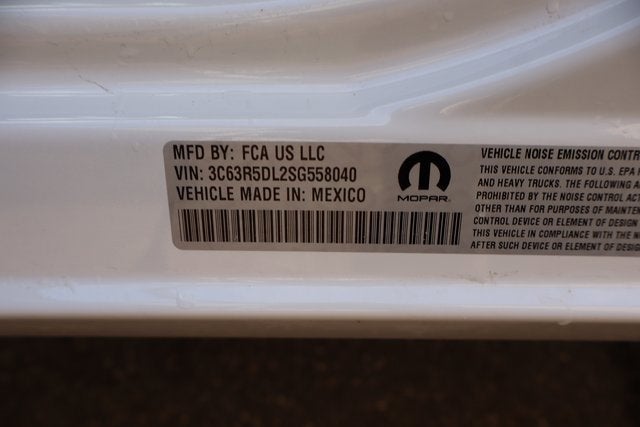 MFD BY: FCA US LLC
VIN: 3C63R5DL2SG558040
VEHICLE MADE IN: MEXICO
MOPAR
VEHICLE NOISE EMISSION CONTR
THIS VEHICLE CONFORMS TO U.S. EPA
AND HEAVY TRUCKS. THE FOLLOWING A
PROHIBITED BY THE NOISE CONTROL ACT
OTHER THAN FOR PURPOSES OF MAINTEN
CONTROL DEVICE OR ELEMENT OF DESIGN
THIS VEHICLE IN COMPLIANCE WITH THE N
AFTER SUCH DEVICE OR ELEMENT OF DESIG